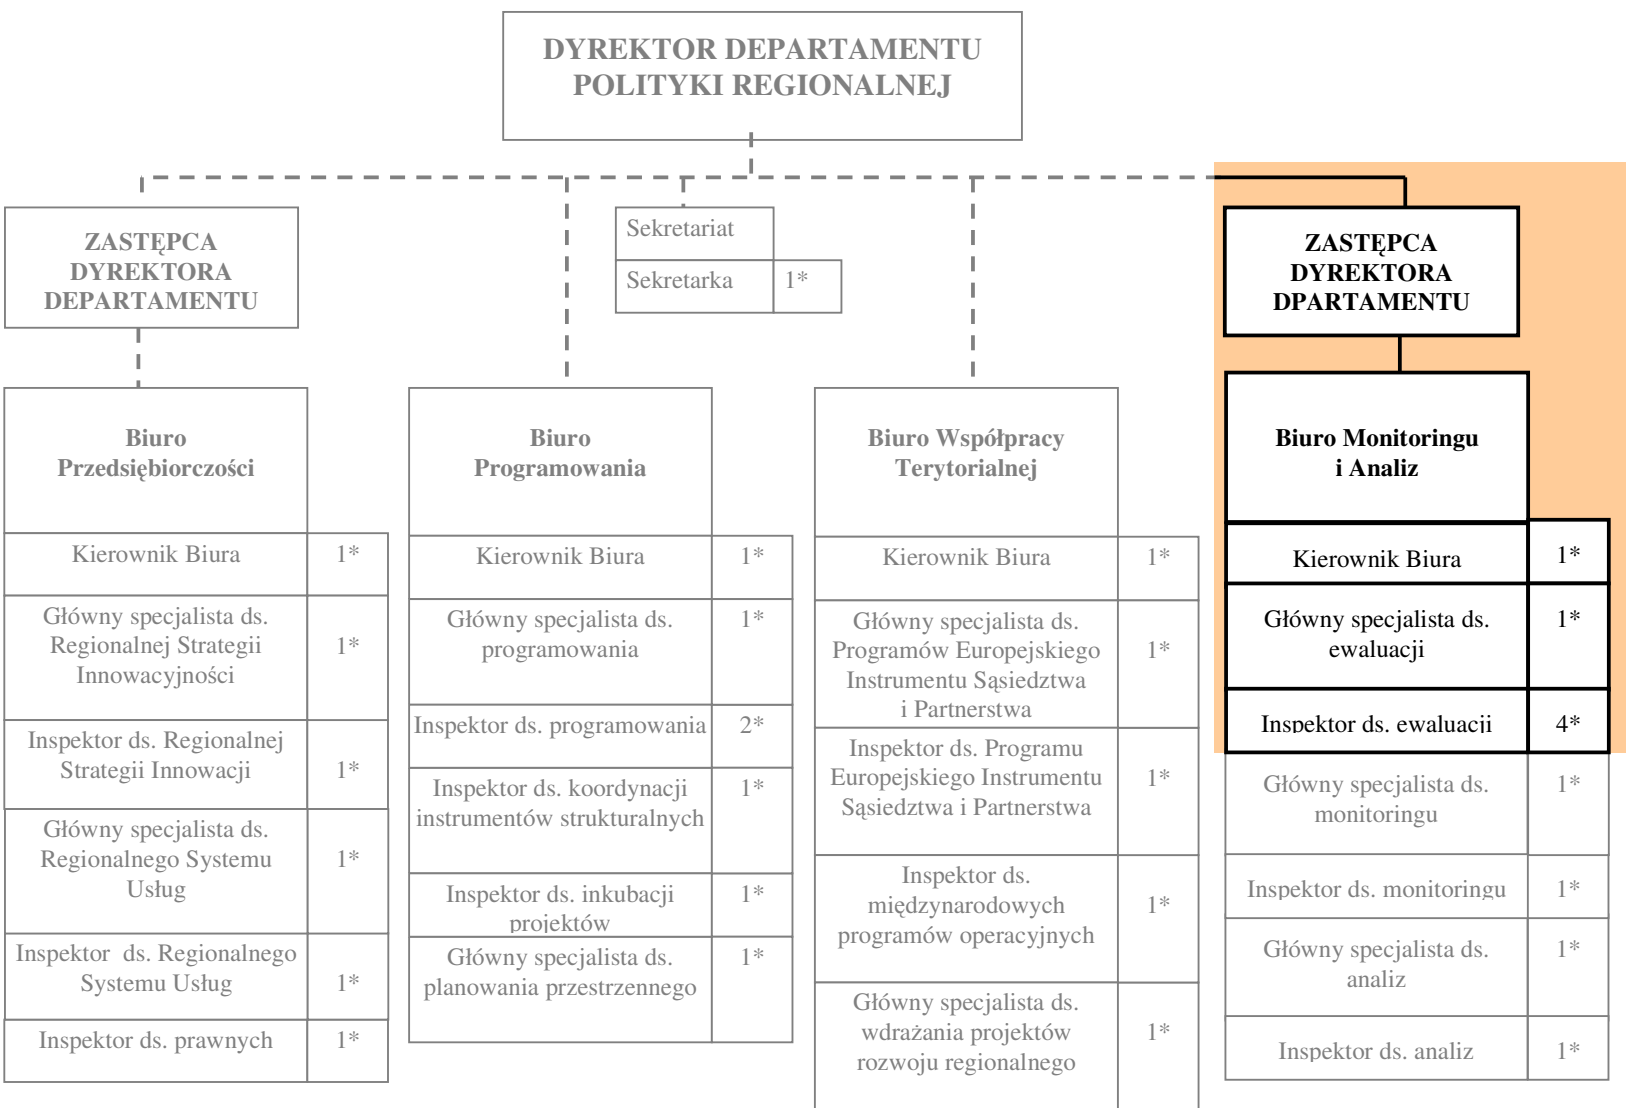 DYREKTOR DEPARTAMENTU
POLITYKI REGIONALNEJ
ZASTĘPCA
DYREKTORA
DEPARTAMENTU
Sekretariat
Sekretarka 1*
ZASTĘPCA
DYREKTORA
DPARTAMENTU
Biuro
Przedsiębiorczości
Kierownik Biura 1*
Główny specjalista ds.
Regionalnej Strategii 1*
Innowacyjności
Inspektor ds. Regionalnej
Strategii Innowacji 1*
Główny specjalista ds.
Regionalnego Systemu 1*
Usług
Inspektor ds. Regionalnego
Systemu Usług 1*
Inspektor ds. prawnych 1*
Biuro
Programowania
Kierownik Biura 1*
Główny specjalista ds. 1*
programowania
Inspektor ds. programowania 2*
Inspektor ds. koordynacji 1*
instrumentów strukturalnych
Inspektor ds. inkubacji 1*
projektów
Główny specjalista ds. 1*
planowania przestrzennego
Biuro Współpracy
Terytorialnej
Kierownik Biura 1*
Główny specjalista ds.
Programów Europejskiego 1*
Instrumentu Sąsiedztwa
i Partnerstwa
Inspektor ds. Programu
Europejskiego Instrumentu 1*
Sąsiedztwa i Partnerstwa
Inspektor ds.
międzynarodowych 1*
programów operacyjnych
Główny specjalista ds.
wdrażania projektów 1*
rozwoju regionalnego
Biuro Monitoringu
i Analiz
Kierownik Biura 1*
Główny specjalista ds. 1*
ewaluacji
Inspektor ds. ewaluacji 4*
Główny specjalista ds. 1*
monitoringu
Inspektor ds. monitoringu 1*
Główny specjalista ds. 1*
analiz
Inspektor ds. analiz 1*